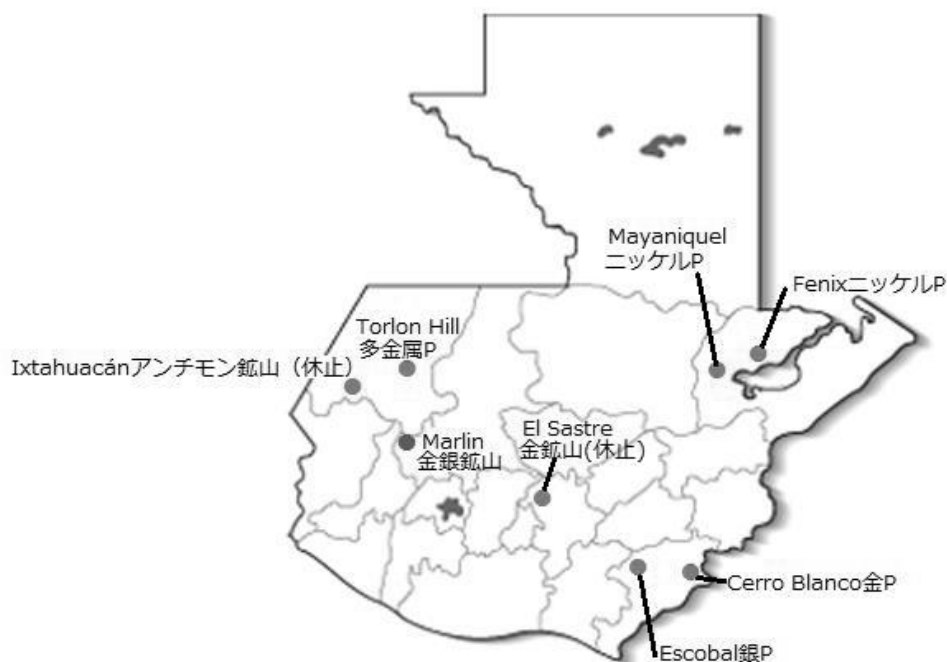 Mayaniquel
ニッケルP
Fenixニッケル P
Torlon Hill
多金属P
Ixtahuacánアンチモン鉱山（休止）
El Sastre
金鉱山(休止)
Marlin
金銀鉱山
Cerro Blanco金P
Escobal銀P